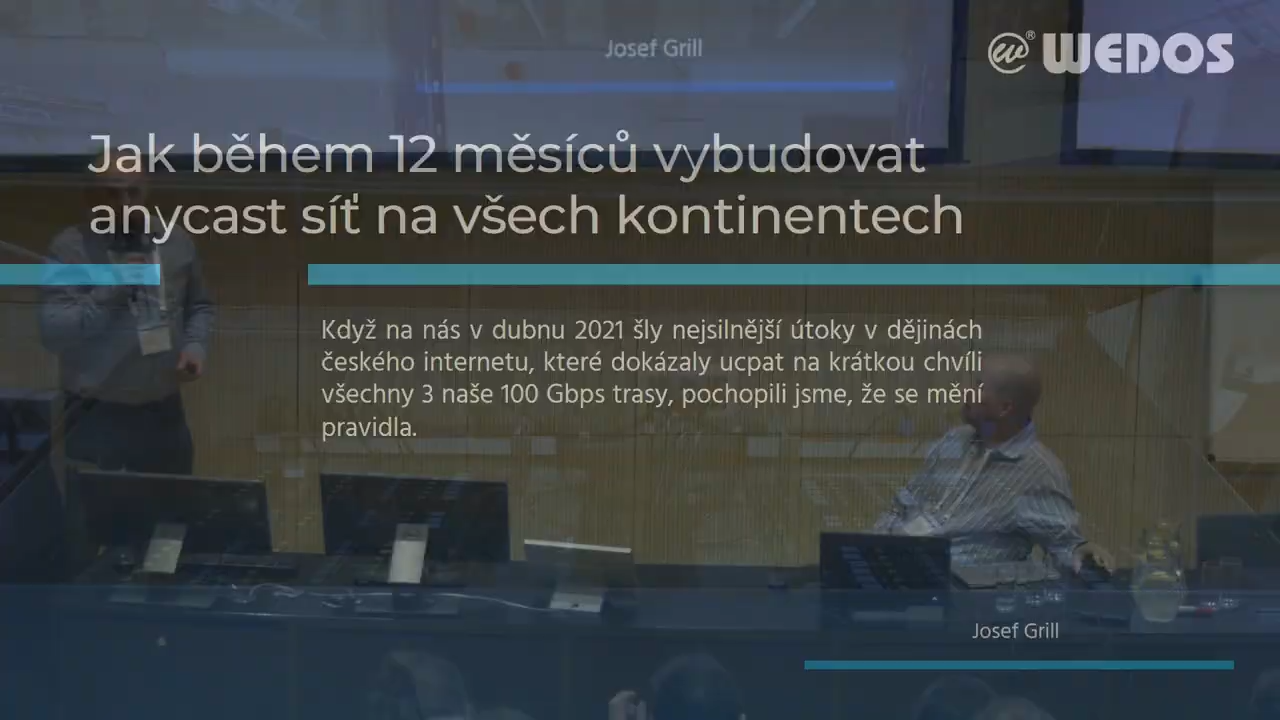 Josef Grill
@® WEDOS
Jak během 12 měsíců vybudovat
anycast síť na všech kontinentech
Když na nás v dubnu 2021 šly nejsilnější útoky v dějinách
českého internetu, které dokázaly ucpat na krátkou chvíli
všechny 3 naše 100 Gbps trasy, pochopili jsme, že se mění
pravidla.
Josef Grill